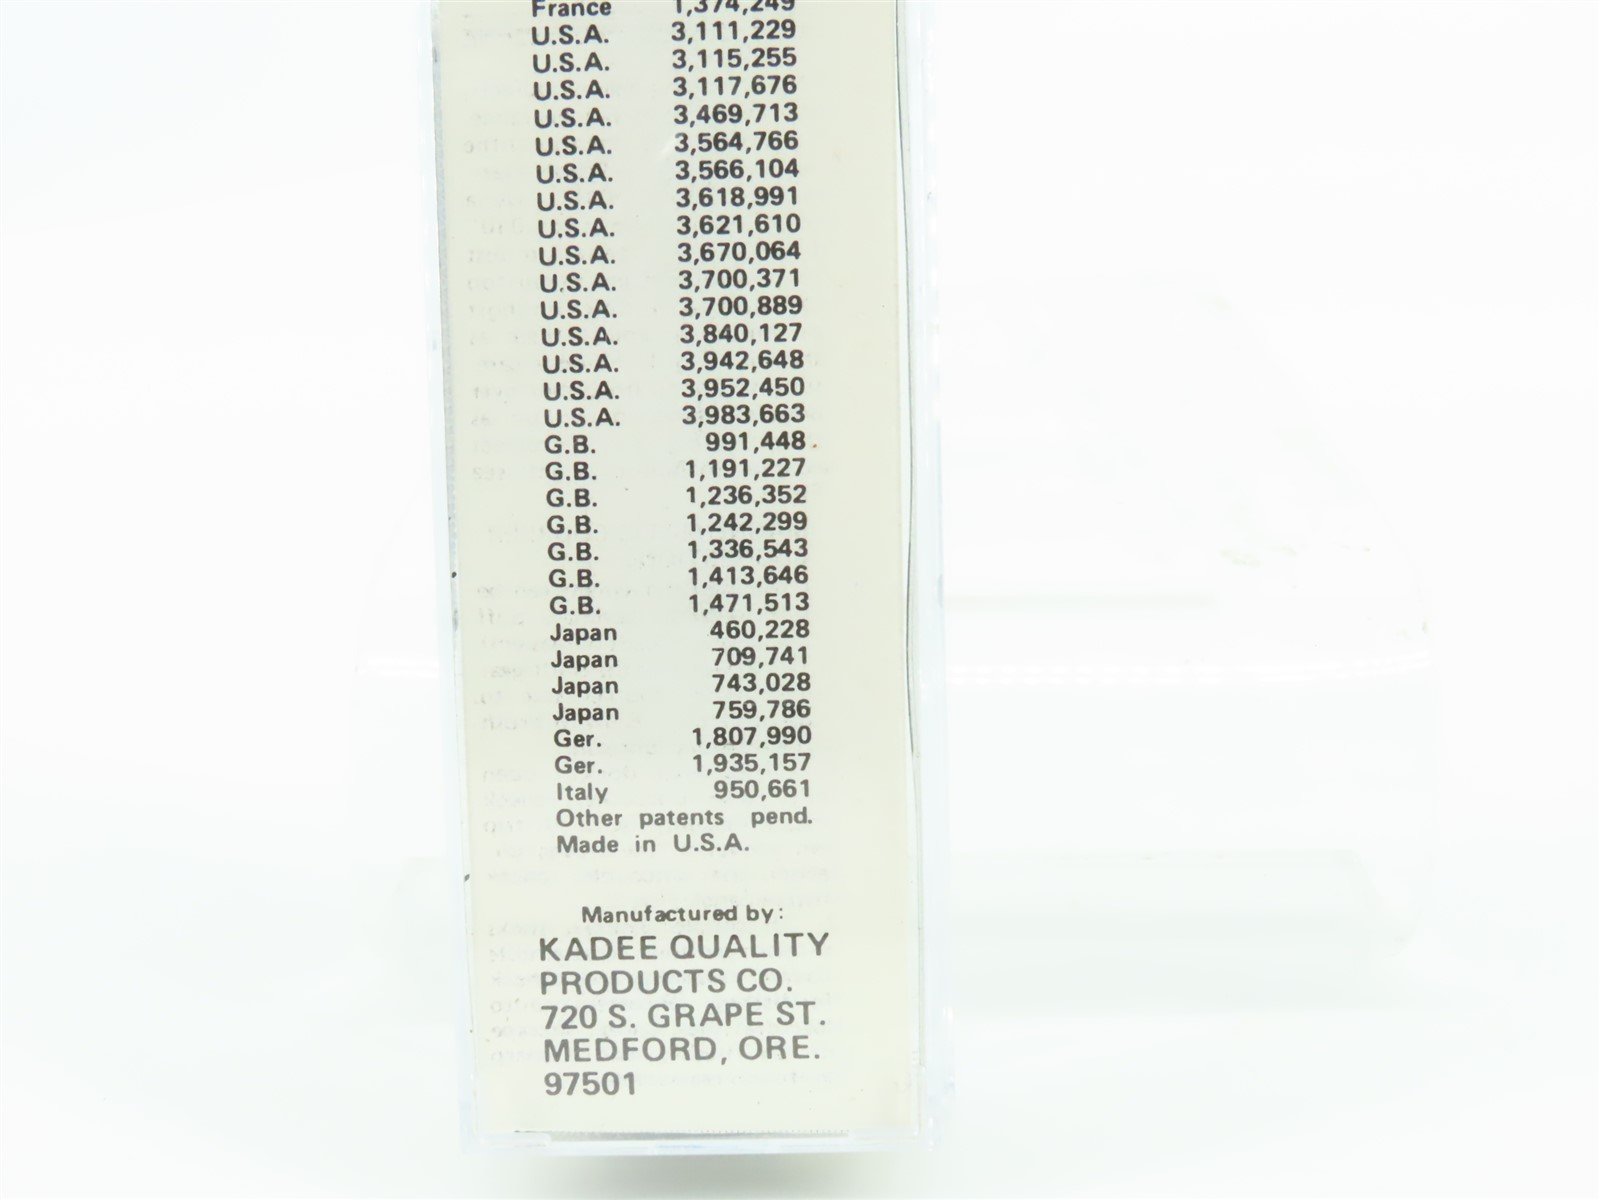 France 1,374,249
U.S.A. 3,111,229
U.S.A. 3,115,255
U.S.A. 3,117,676
U.S.A. 3,469,713
U.S.A. 3,564,766
U.S.A. 3,566,104
U.S.A. 3,618,991
U.S.A. 3,621,610
U.S.A. 3,670,064
U.S.A. 3,700,371
U.S.A. 3,700,889
U.S.A. 3,840,127
U.S.A. 3,942,648
U.S.A. 3,952,450
U.S.A. 3,983,663
G.B. 991,448
G.B. 1,191,227
G.B. 1,236,352
G.B. 1,242,299
G.B. 1,336,543
G.B. 1,413,646
G.B. 1,471,513
Japan 460,228
Japan 709,741
Japan 743,028
Japan 759,786
Ger. 1,807,990
Ger. 1,935,157
Italy 950,661
Other patents pend.
Made in U.S.A.
Manufactured by:
KADEE QUALITY
PRODUCTS CO.
720 S. GRAPE ST.
MEDFORD, ORE.
97501